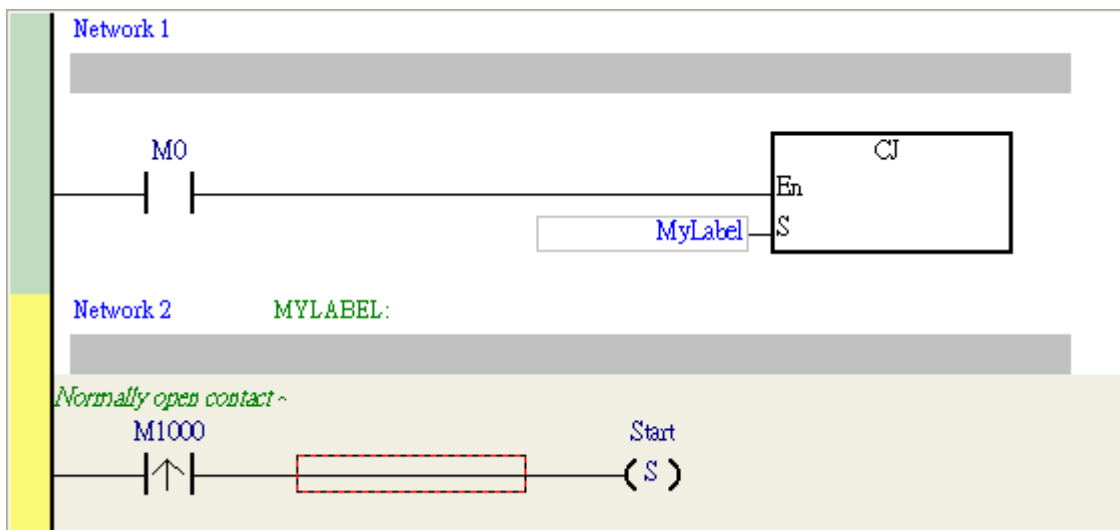 Network 1
M0
CJ
En
MyLabel
S
Network 2 MYLABEL:
Normally open contact ~
M1000
Start
S